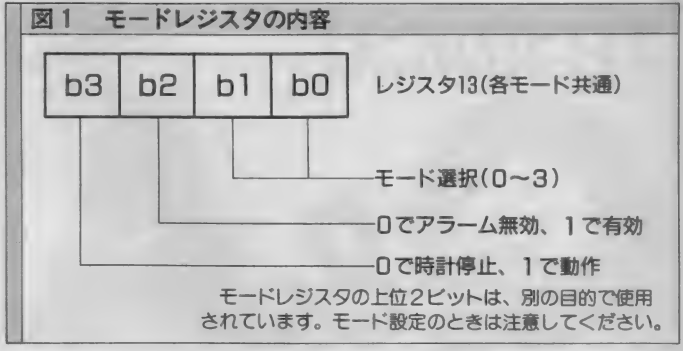 図1 モードレジスタの内容
b3 b2 b1 b0 レジスタ13(各モード共通)
モード選択(0〜3)
0でアラーム無効、1で有効
0で時計停止、1で動作
モードレジスタの上位2ビットは、別の目的で使用
されています。モード設定のときは注意してください。